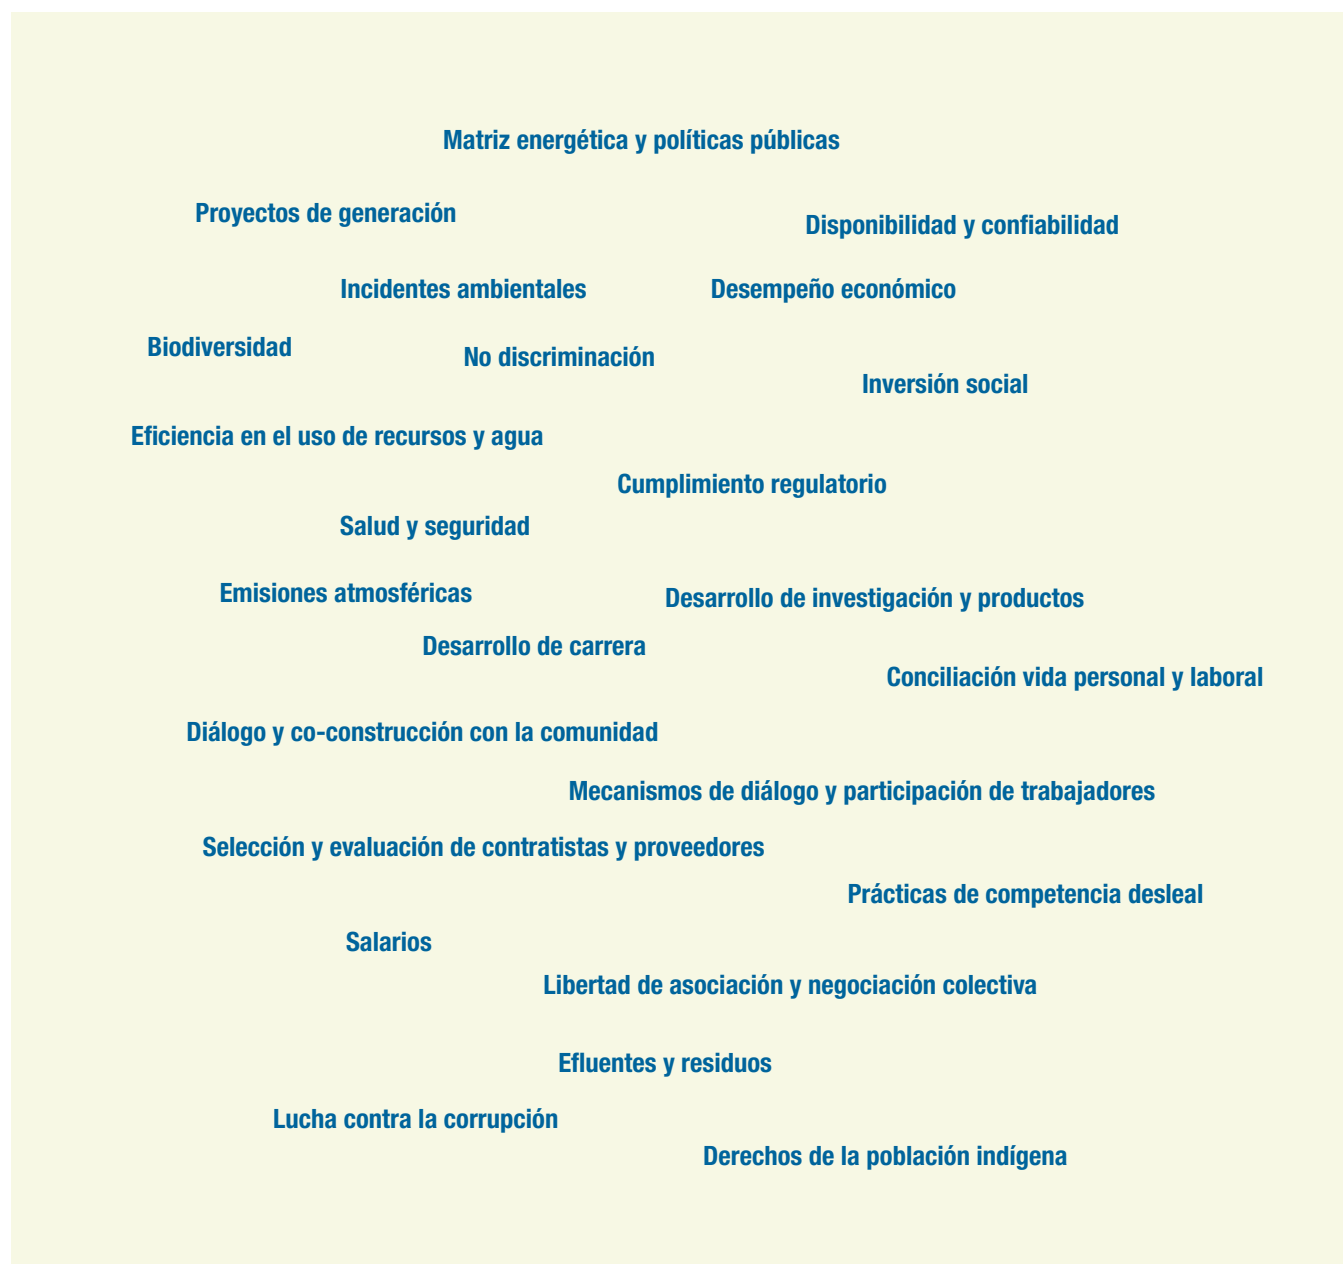 Matriz energética y políticas públicas
Proyectos de generación
Disponibilidad y confiabilidad
Incidentes ambientales
Desempeño económico
Biodiversidad
No discriminación
Inversión social
Eficiencia en el uso de recursos y agua
Cumplimiento regulatorio
Salud y seguridad
Emisiones atmosféricas
Desarrollo de investigación y productos
Desarrollo de carrera
Conciliación vida personal y laboral
Diálogo y co-construcción con la comunidad
Mecanismos de diálogo y participación de trabajadores
Selección y evaluación de contratistas y proveedores
Prácticas de competencia desleal
Salarios
Libertad de asociación y negociación colectiva
Efluentes y residuos
Lucha contra la corrupción
Derechos de la población indígena